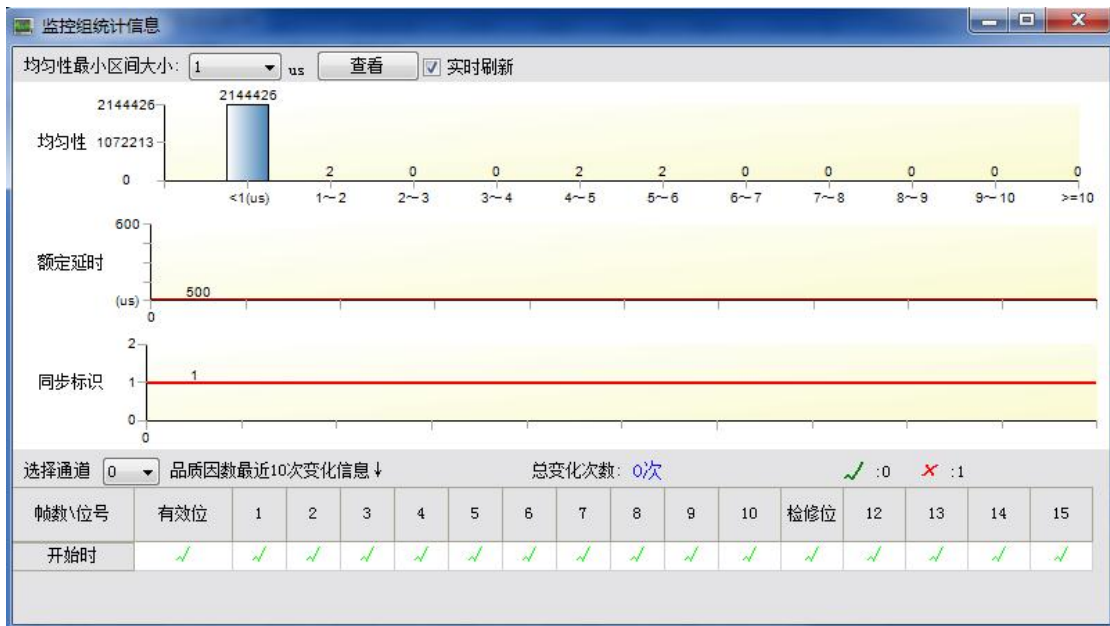 监控组统计信息
均匀性最小区间大小: 1 us 查看 实时刷新
2144426 2144426
均匀性 1072213
0 2 0 0 2 2 0 0 0 0 0
<1(us) 1~2 2~3 3~4 4~5 5~6 6~7 7~8 8~9 9~10 >=10
600
额定延时
(us) 500
0
2
同步标识 1 1
0
0
选择通道 0 品质因数最近10次变化信息↓ 总变化次数: 0次 :0 :1
帧数\位号 有效位 1 2 3 4 5 6 7 8 9 10 检修位 12 13 14 15
开始时